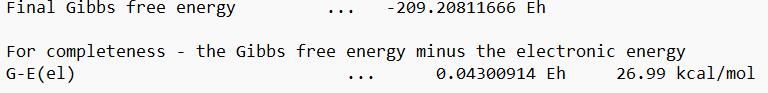 Final Gibbs free energy         ...   -209.20811666 Eh
For completeness - the Gibbs free energy minus the electronic energy
G-E(el)                           ...      0.04300914 Eh     26.99 kcal/mol